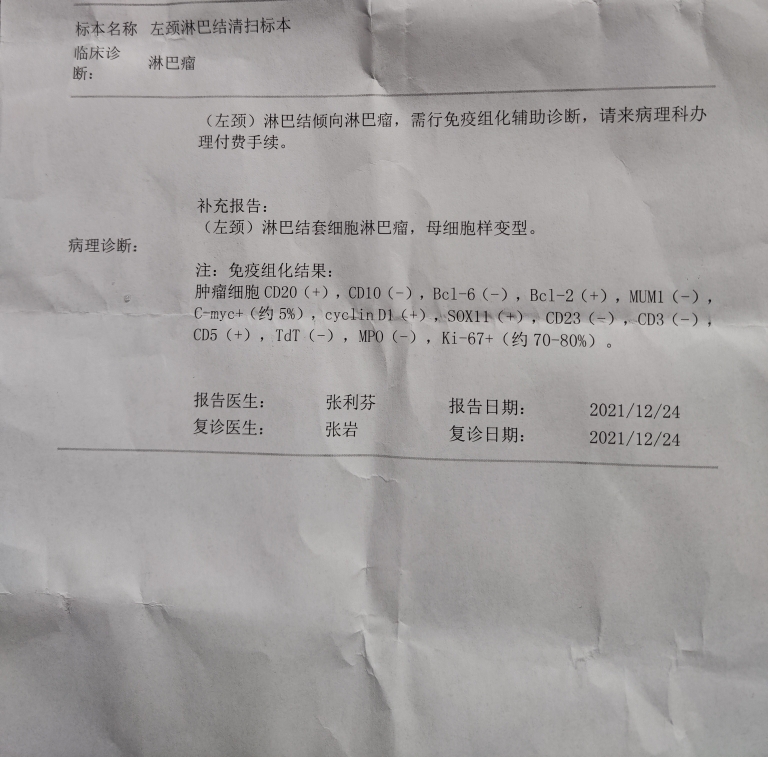 标本名称 左颈淋巴结清扫标本
临床诊断: 淋巴瘤
（左颈）淋巴结倾向淋巴瘤，需行免疫组化辅助诊断，请来病理科办
理付费手续。
补充报告:
（左颈）淋巴结套细胞淋巴瘤，母细胞样变型。
病理诊断:
注: 免疫组化结果:
肿瘤细胞CD20（+），CD10（-），Bcl-6（-），Bcl-2（+），MUM1（-），
C-myc+（约5%），cyclin D1（+），SOX11（+），CD23（-），CD3（-），
CD5（+），TdT（-），MPO（-），Ki-67+（约70-80%）。
报告医生: 张利芬 报告日期: 2021/12/24
复诊医生: 张岩 复诊日期: 2021/12/24